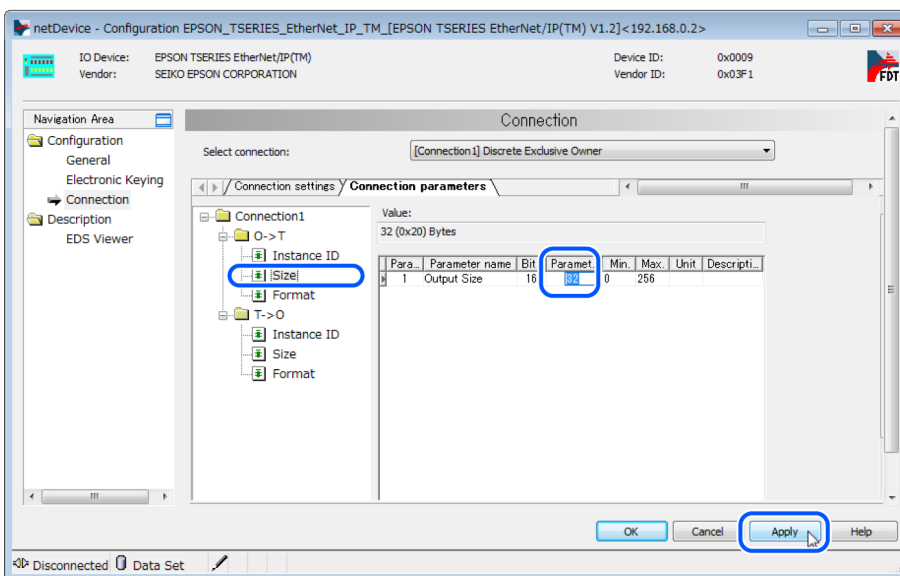 netDevice - Configuration EPSON_TSERIES_EtherNet_IP_TM_[EPSON TSERIES EtherNet/IP(TM) V1.2]<192.168.0.2>
IO Device: EPSON TSERIES EtherNet/IP(TM) Device ID: 0x0009
Vendor: SEIKO EPSON CORPORATION Vendor ID: 0x03F1
FDT
Navigation Area
Configuration
General
Electronic Keying
Connection
Description
EDS Viewer
Connection
Select connection: [Connection1] Discrete Exclusive Owner
Connection settings Connection parameters
Connection1
O->T
Instance ID
Size
Format
T->O
Instance ID
Size
Format
Value:
32 (0x20) Bytes
Para... Parameter name Bit Paramet. Min. Max. Unit Descripti...
1 Output Size 16 32 0 256
OK Cancel Apply Help
Disconnected Data Set